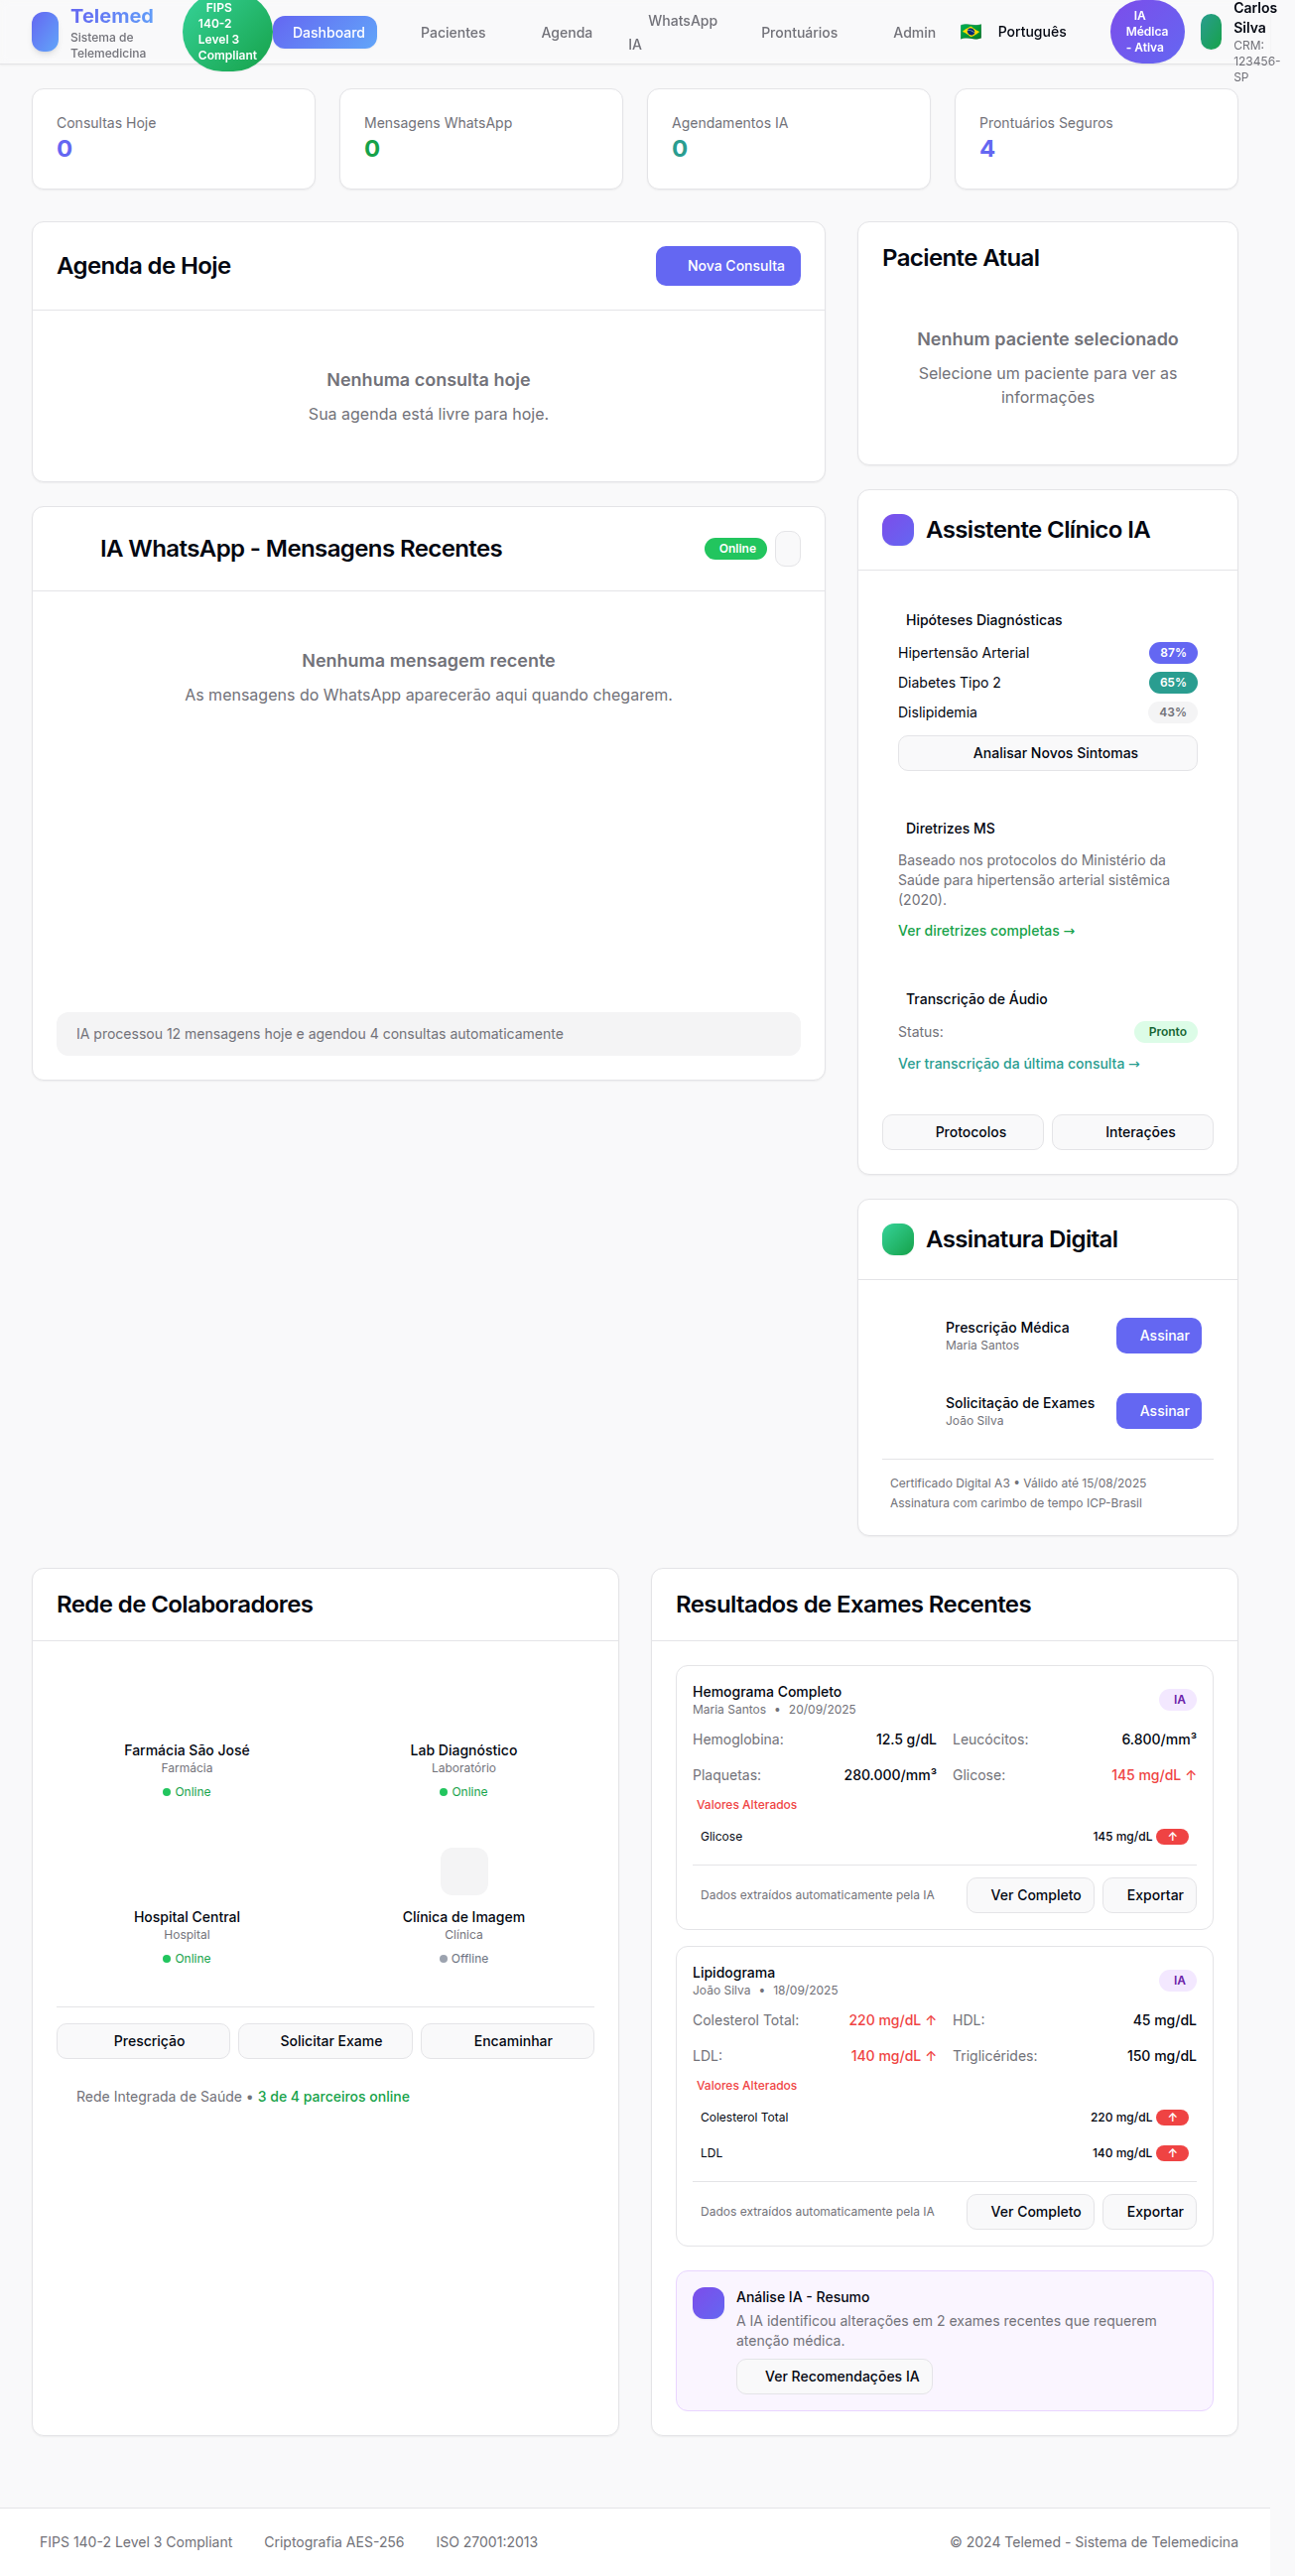 Telemed
Sistema de
Telemedicina
FIPS
140-2
Level 3
Compliant
Dashboard
Pacientes
Agenda
WhatsApp
IA
Prontuários
Admin
Português
IA
Médica
- Ativa
Carlos
Silva
CRM:
123456-
SP
Consultas Hoje
0
Mensagens WhatsApp
0
Agendamentos IA
0
Prontuários Seguros
4
Agenda de Hoje
Nova Consulta
Nenhuma consulta hoje
Sua agenda está livre para hoje.
IA WhatsApp - Mensagens Recentes
Online
Nenhuma mensagem recente
As mensagens do WhatsApp aparecerão aqui quando chegarem.
IA processou 12 mensagens hoje e agendou 4 consultas automaticamente
Paciente Atual
Nenhum paciente selecionado
Selecione um paciente para ver as
informações
Assistente Clínico IA
Hipóteses Diagnósticas
Hipertensão Arterial 87%
Diabetes Tipo 2 65%
Dislipidemia 43%
Analisar Novos Sintomas
Diretrizes MS
Baseado nos protocolos do Ministério da
Saúde para hipertensão arterial sistêmica
(2020).
Ver diretrizes completas →
Transcrição de Áudio
Status: Pronto
Ver transcrição da última consulta →
Protocolos Interações
Assinatura Digital
Prescrição Médica
Maria Santos
Assinar
Solicitação de Exames
João Silva
Assinar
Certificado Digital A3 • Válido até 15/08/2025
Assinatura com carimbo de tempo ICP-Brasil
Rede de Colaboradores
Farmácia São José
Farmácia
Online
Lab Diagnóstico
Laboratório
Online
Hospital Central
Hospital
Online
Clínica de Imagem
Clínica
Offline
Prescrição Solicitar Exame Encaminhar
Rede Integrada de Saúde • 3 de 4 parceiros online
Resultados de Exames Recentes
Hemograma Completo
Maria Santos • 20/09/2025
IA
Hemoglobina: 12.5 g/dL Leucócitos: 6.800/mm³
Plaquetas: 280.000/mm³ Glicose: 145 mg/dL ↑
Valores Alterados
Glicose 145 mg/dL ↑
Dados extraídos automaticamente pela IA Ver Completo Exportar
Lipidograma
João Silva • 18/09/2025
IA
Colesterol Total: 220 mg/dL ↑ HDL: 45 mg/dL
LDL: 140 mg/dL ↑ Triglicérides: 150 mg/dL
Valores Alterados
Colesterol Total 220 mg/dL ↑
LDL 140 mg/dL ↑
Dados extraídos automaticamente pela IA Ver Completo Exportar
Análise IA - Resumo
A IA identificou alterações em 2 exames recentes que requerem
atenção médica.
Ver Recomendações IA
FIPS 140-2 Level 3 Compliant Criptografia AES-256 ISO 27001:2013 © 2024 Telemed - Sistema de Telemedicina